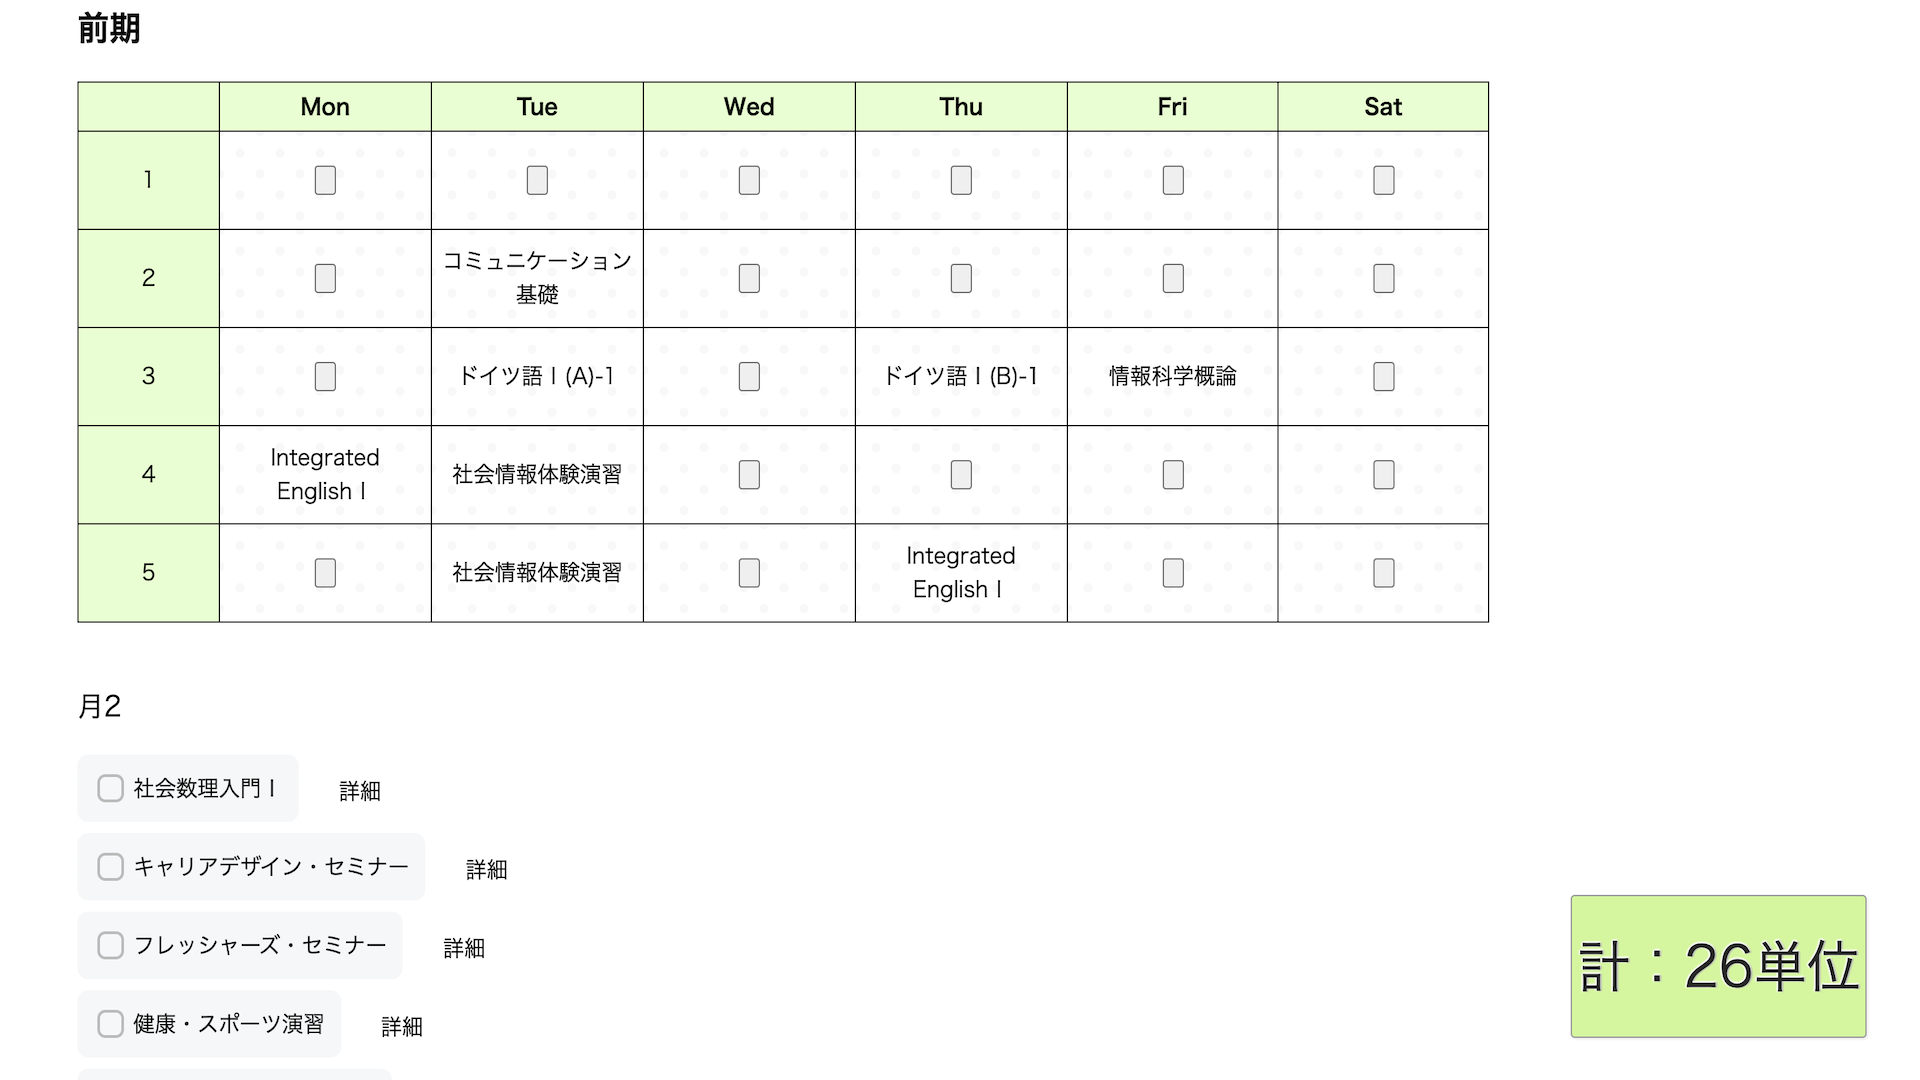 前期
Mon Tue Wed Thu Fri Sat
1
2 コミュニケーション
基礎
3 ドイツ語Ⅰ(A)-1 ドイツ語Ⅰ(B)-1 情報科学概論
4 Integrated
English Ⅰ 社会情報体験演習
5 社会情報体験演習 Integrated
English Ⅰ
月2
社会数理入門Ⅰ 詳細
キャリアデザイン・セミナー 詳細
フレッシャーズ・セミナー 詳細
健康・スポーツ演習 詳細
計：26単位